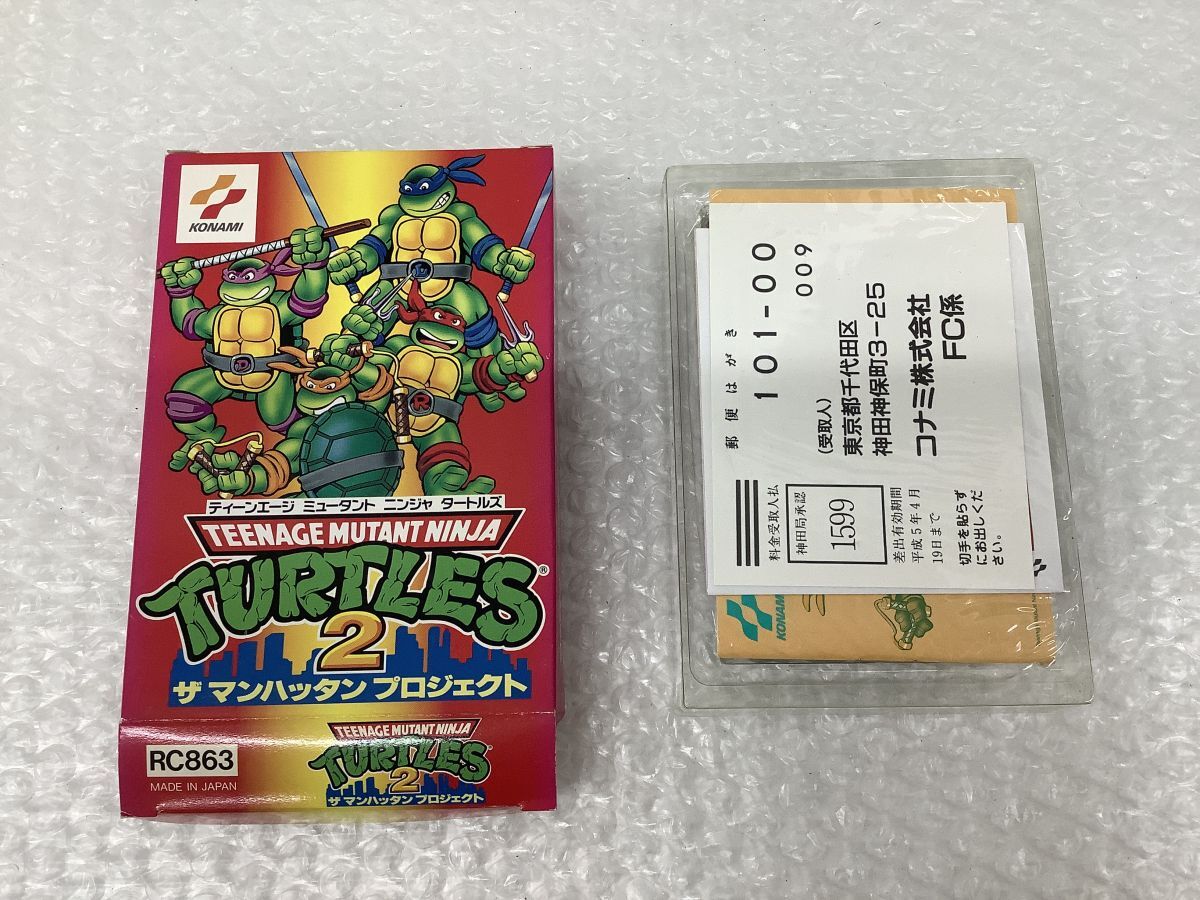 KONAMI
D
R
ティーンエージ ミュータント ニンジャ タートルズ
TEENAGE MUTANT NINJA
TURTLES®
2
ザ マンハッタン プロジェクト
TEENAGE MUTANT NINJA
TURTLES
2
ザ マンハッタン プロジェクト
RC863
MADE IN JAPAN
郵便はがき
101-00
009
(受取人)
東京都千代田区
神田神保町3-25
コナミ株式会社
FC係
料金受取人払
神田局承認
1599
差出有効期間
平成5年4月
19日まで
切手を貼らず
にお出しくだ
さい。
KONAMI